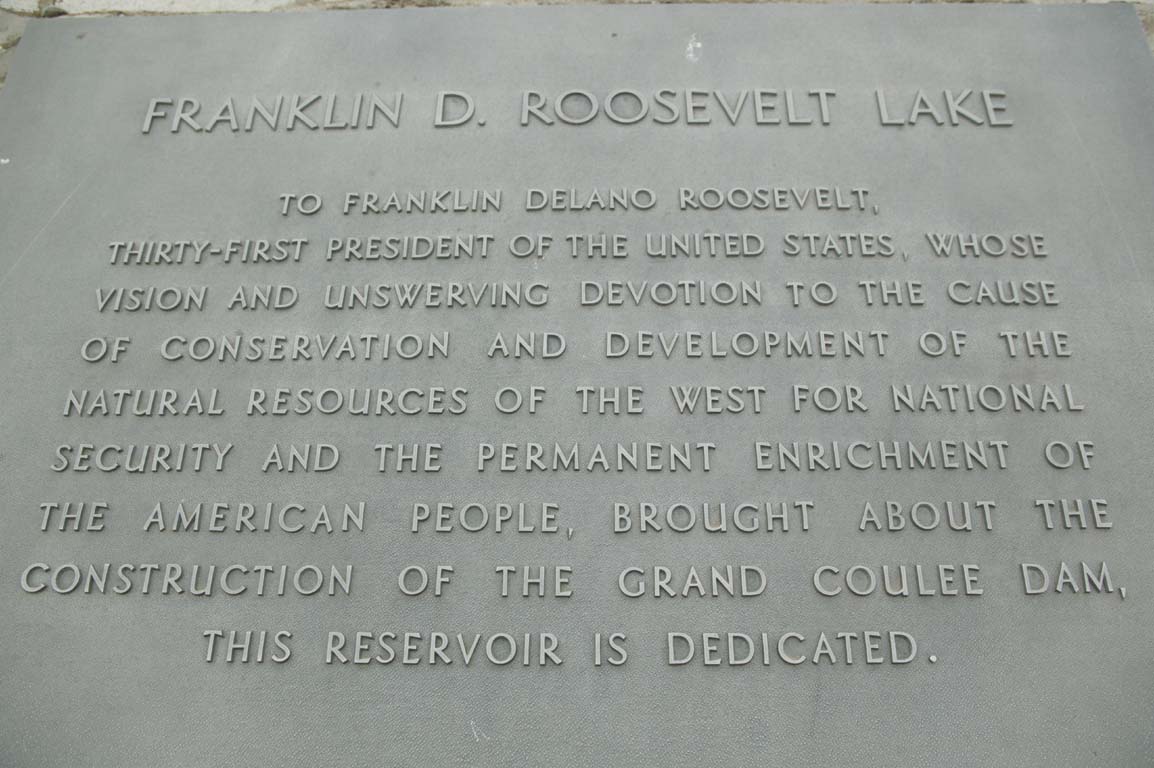 FRANKLIN D. ROOSEVELT LAKE
TO FRANKLIN DELANO ROOSEVELT,
THIRTY-FIRST PRESIDENT OF THE UNITED STATES, WHOSE
VISION AND UNSWERVING DEVOTION TO THE CAUSE
OF CONSERVATION AND DEVELOPMENT OF THE
NATURAL RESOURCES OF THE WEST FOR NATIONAL
SECURITY AND THE PERMANENT ENRICHMENT OF
THE AMERICAN PEOPLE, BROUGHT ABOUT THE
CONSTRUCTION OF THE GRAND COULEE DAM,
THIS RESERVOIR IS DEDICATED.